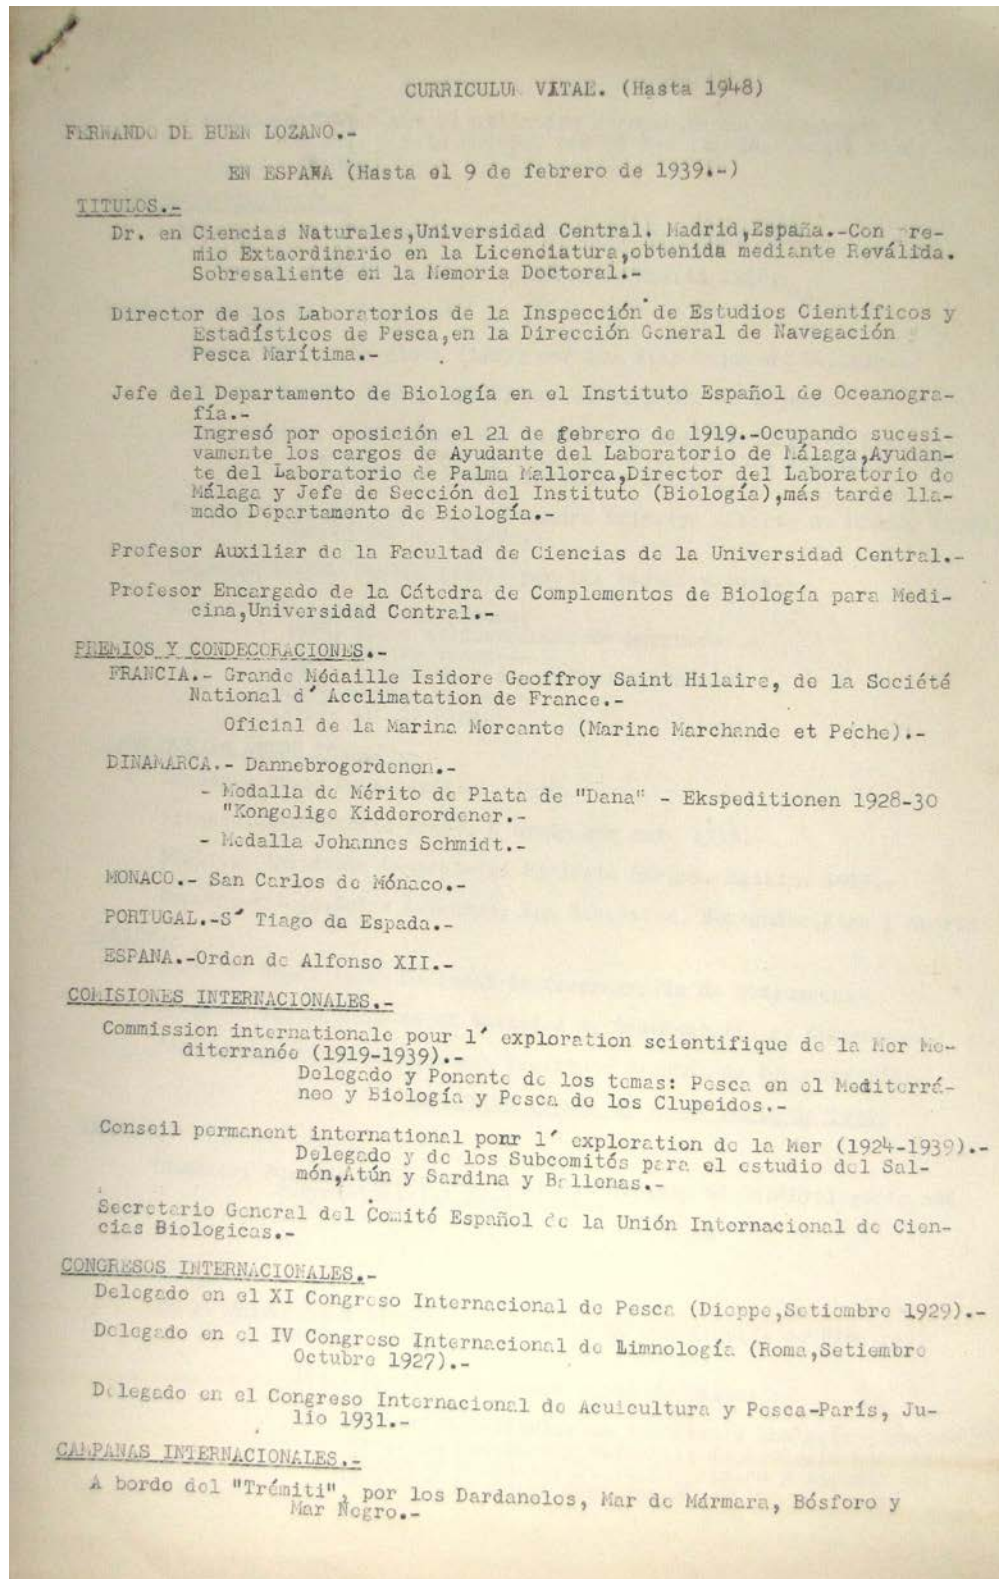 CURRICULUM VITAE. (Hasta 1948)
FERNANDO DE BUEN LOZANO.-
EN ESPAÑA (Hasta el 9 de febrero de 1939.-)
TITULOS.-
Dr. en Ciencias Naturales,Universidad Central. Madrid,España.-Con re-
mio Extaordinario en la Licenciatura,obtenida mediante Reválida.
Sobresaliente en la Memoria Doctoral.-
Director de los Laboratorios de la Inspección de Estudios Científicos y
Estadísticos de Pesca,en la Dirección General de Navegación
Pesca Marítima.-
Jefe del Departamento de Biología en el Instituto Español de Oceanogra-
fía.-
Ingresó por oposición el 21 de febrero de 1919.-Ocupando sucesi-
vamente los cargos de Ayudante del Laboratorio de Málaga,Ayudan-
te del Laboratorio de Palma Mallorca,Director del Laboratorio de
Málaga y Jefe de Sección del Instituto (Biología),más tarde lla-
mado Departamento de Biología.-
Profesor Auxiliar de la Facultad de Ciencias de la Universidad Central.-
Profesor Encargado de la Cátedra de Complementos de Biología para Medi-
cina,Universidad Central.-
PREMIOS Y CONDECORACIONES.-
FRANCIA.- Grande Médaille Isidore Geoffroy Saint Hilaire, de la Société
National d´ Acclimatation de France.-
Oficial de la Marina Mercante (Marine Marchande et Peche).-
DINAMARCA.- Dannebrogordenen.-
- Medalla de Mérito de Plata de "Dana" - Ekspeditionen 1928-30
"Kongelige Kidderordener.-
- Medalla Johannes Schmidt.-
MONACO.- San Carlos de Mónaco.-
PORTUGAL.-S´ Tiago da Espada.-
ESPANA.-Orden de Alfonso XII.-
COMISIONES INTERNACIONALES.-
Commission internationale pour l´ exploration scientifique de la Mer Me-
diterranée (1919-1939).-
Delegado y Ponente de los temas: Pesca en el Mediterrá-
neo y Biología y Pesca de los Clupeidos.-
Conseil permanent international ponr l´ exploration de la Mer (1924-1939).-
Delegado y de los Subcomités para el estudio del Sal-
món,Atún y Sardina y Ballenas.-
Secretario General del Comité Español de la Unión Internacional de Cien-
cias Biologicas.-
CONGRESOS INTERNACIONALES.-
Delegado en el XI Congreso Internacional de Pesca (Dieppe,Setiembre 1929).-
Delegado en el IV Congreso Internacional de Limnología (Roma,Setiembre
Octubre 1927).-
Delegado en el Congreso Internacional de Acuicultura y Pesca-París, Ju-
lio 1931.-
CAMPANAS INTERNACIONALES.-
A bordo del "Trémiti", por los Dardanelos, Mar de Mármara, Bósforo y
Mar Negro.-